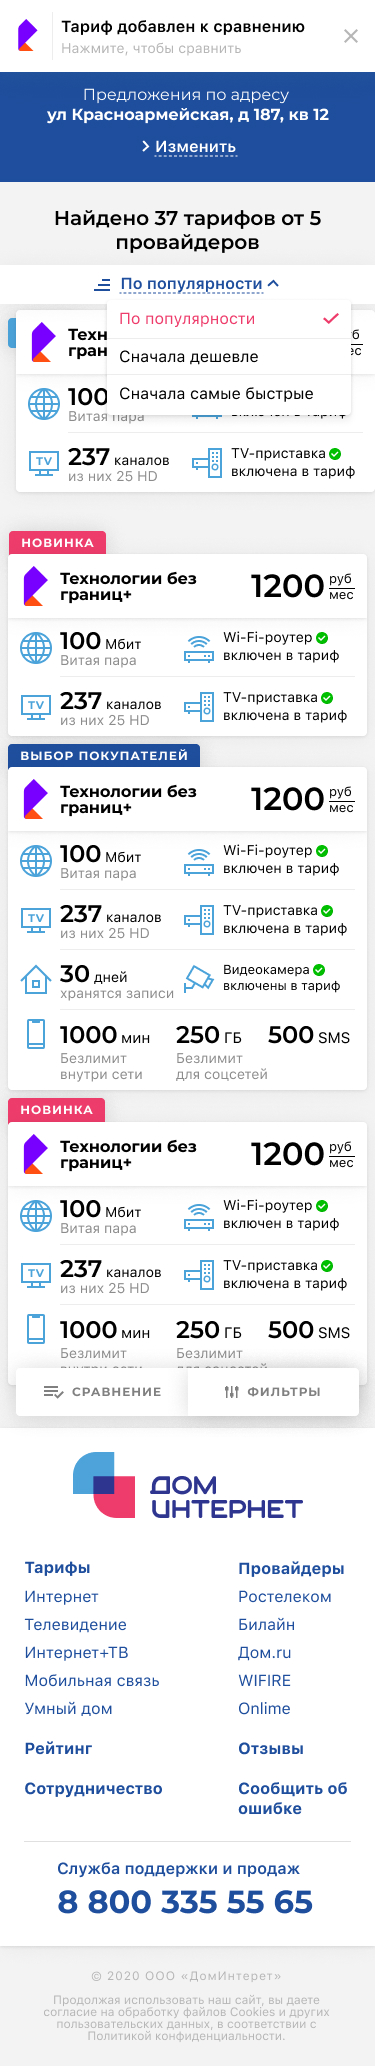 Тариф добавлен к сравнению
Нажмите, чтобы сравнить
Предложения по адресу
ул Красноармейская, д 187, кв 12
Изменить
Найдено 37 тарифов от 5
провайдеров
По популярности
По популярности
Сначала дешевле
Сначала самые быстрые
Техн
гран
100
Витая пара
включен в тариф
237 каналов
из них 25 HD
TV-приставка
включена в тариф
НОВИНКА
Технологии без
границ+
1200 руб
мес
100 Мбит
Витая пара
Wi-Fi-роутер
включен в тариф
TV
237 каналов
из них 25 HD
TV-приставка
включена в тариф
ВЫБОР ПОКУПАТЕЛЕЙ
Технологии без
границ+
1200 руб
мес
100 Мбит
Витая пара
Wi-Fi-роутер
включен в тариф
TV
237 каналов
из них 25 HD
TV-приставка
включена в тариф
30 дней
хранятся записи
Видеокамера
включены в тариф
1000 мин
Безлимит
внутри сети
250 ГБ
Безлимит
для соцсетей
500 SMS
НОВИНКА
Технологии без
границ+
1200 руб
мес
100 Мбит
Витая пара
Wi-Fi-роутер
включен в тариф
TV
237 каналов
из них 25 HD
TV-приставка
включена в тариф
1000 мин
Безлимит
внутри сети
250 ГБ
Безлимит
для соцсетей
500 SMS
СРАВНЕНИЕ
ФИЛЬТРЫ
ДОМ
ИНТЕРНЕТ
Тарифы
Интернет
Телевидение
Интернет+ТВ
Мобильная связь
Умный дом
Рейтинг
Сотрудничество
Провайдеры
Ростелеком
Билайн
Дом.ru
WIFIRE
Onlime
Отзывы
Сообщить об
ошибке
Служба поддержки и продаж
8 800 335 55 65
© 2020 ООО «ДомИнтерет»
Продолжая использовать наш сайт, вы даете
согласие на обработку файлов Cookies и других
пользовательских данных, в соответствии с
Политикой конфиденциальности.